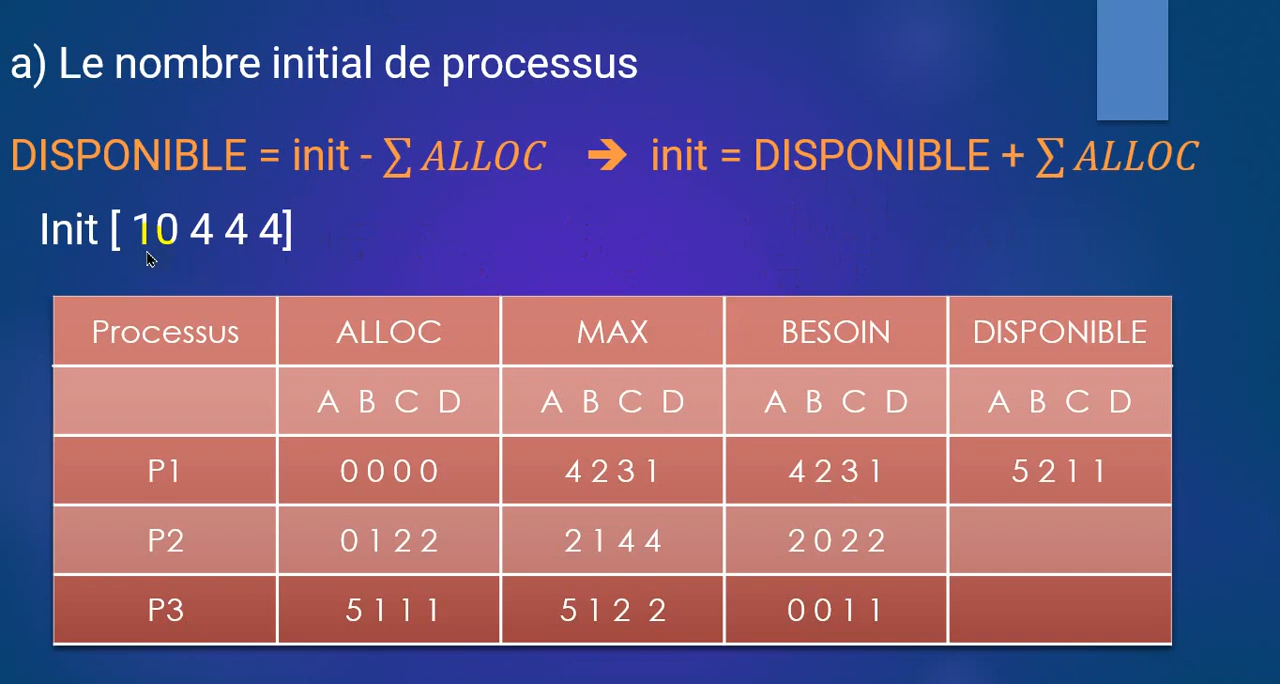 a) Le nombre initial de processus
DISPONIBLE = init - ∑ ALLOC ➔ init = DISPONIBLE + ∑ ALLOC
Init [ 10 4 4 4]
Processus ALLOC MAX BESOIN DISPONIBLE
A B C D A B C D A B C D A B C D
P1 0 0 0 0 4 2 3 1 4 2 3 1 5 2 1 1
P2 0 1 2 2 2 1 4 4 2 0 2 2
P3 5 1 1 1 5 1 2 2 0 0 1 1